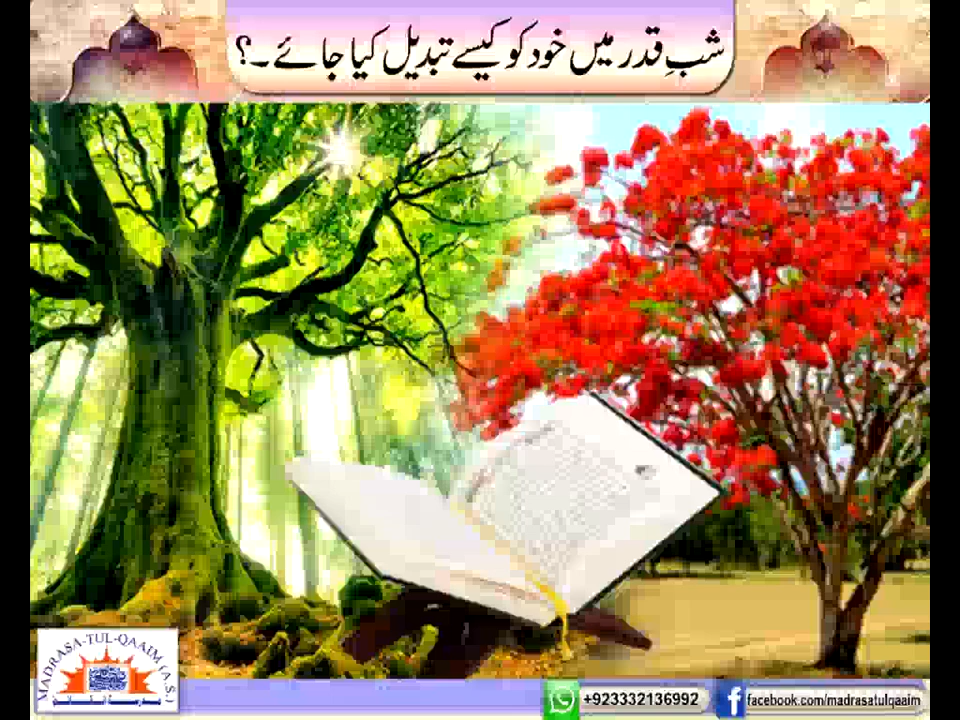 شبِ قدر میں خود کو کیسے تبدیل کیا جائے۔؟
MADRASA-TUL-QAAIM (A.S.)
+923332136992
facebook.com/madrasatulqaaim